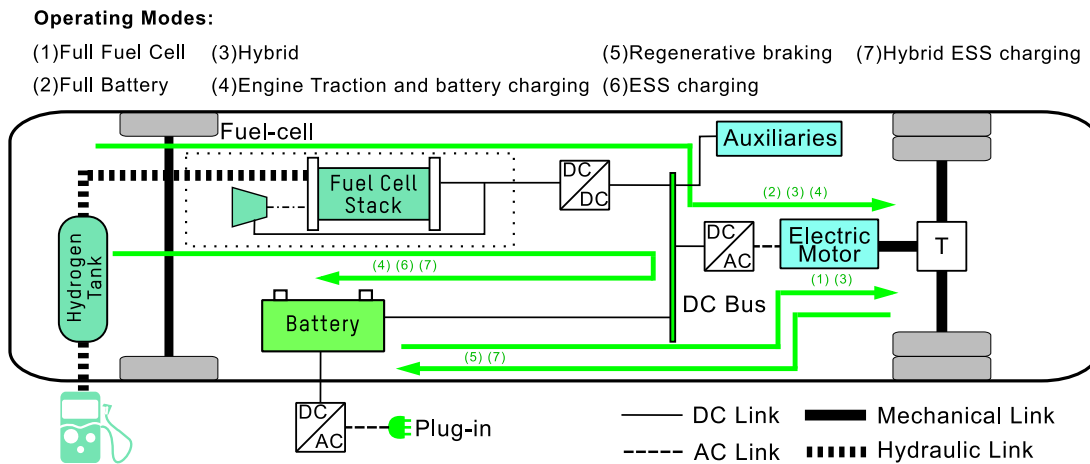 Operating Modes:
(1)Full Fuel Cell (3)Hybrid (5)Regenerative braking (7)Hybrid ESS charging
(2)Full Battery (4)Engine Traction and battery charging (6)ESS charging
Fuel-cell
Auxiliaries
Fuel Cell
Stack
DC
DC
(2) (3) (4)
Hydrogen
Tank
DC
AC
Electric
Motor
T
(4) (6) (7)
(1) (3)
DC Bus
Battery
(5) (7)
DC
AC
Plug-in
DC Link
Mechanical Link
AC Link
Hydraulic Link